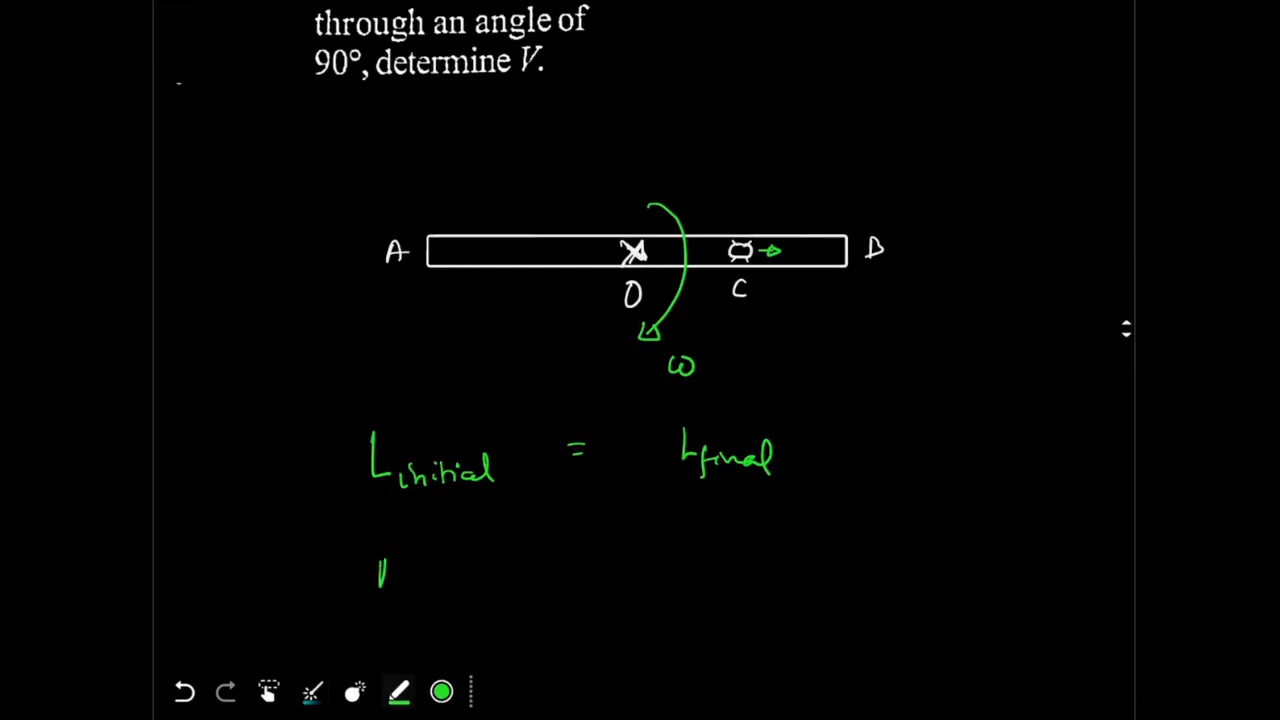 through an angle of
90°, determine V.
A B
O C
ω
L initial = L final